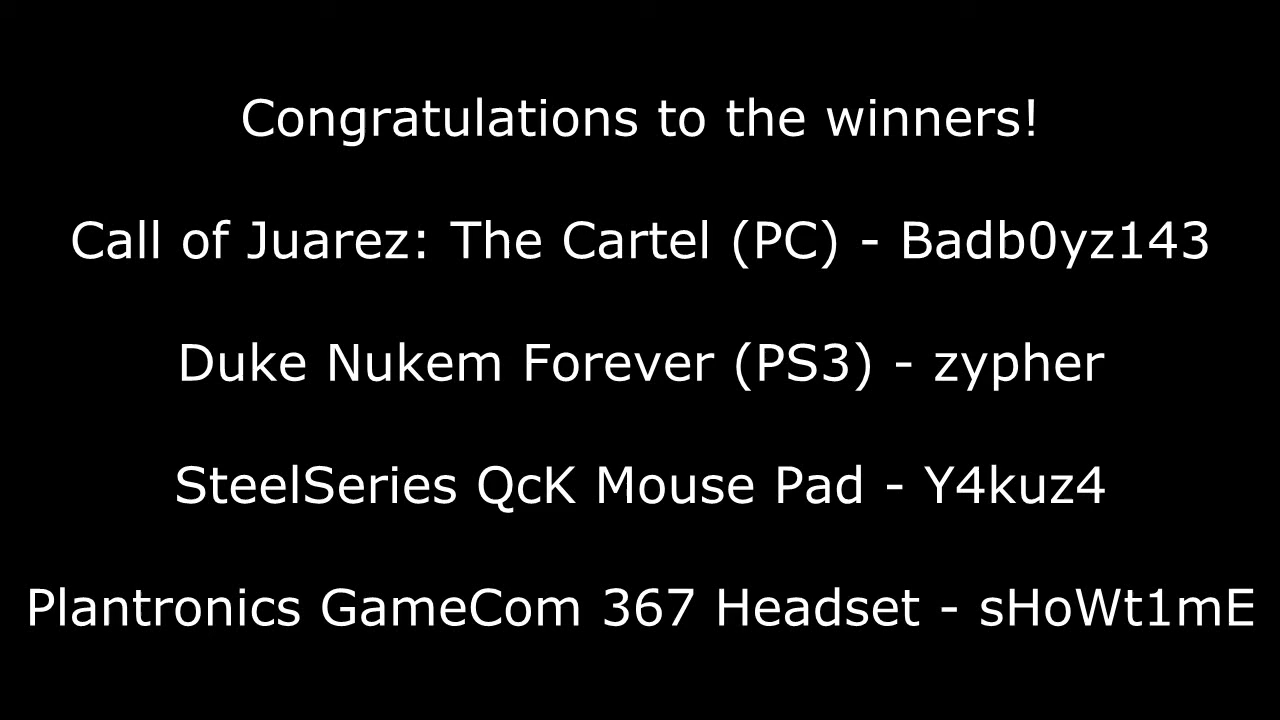 Congratulations to the winners!
Call of Juarez: The Cartel (PC) - Badb0yz143
Duke Nukem Forever (PS3) - zypher
SteelSeries QcK Mouse Pad - Y4kuz4
Plantronics GameCom 367 Headset - sHoWt1mE